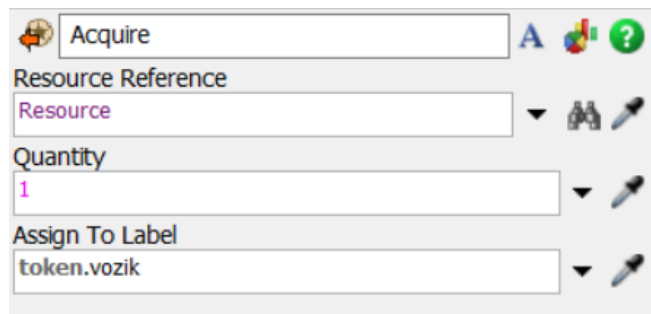 Acquire
A
Resource Reference
Resource
Quantity
1
Assign To Label
token.vozik